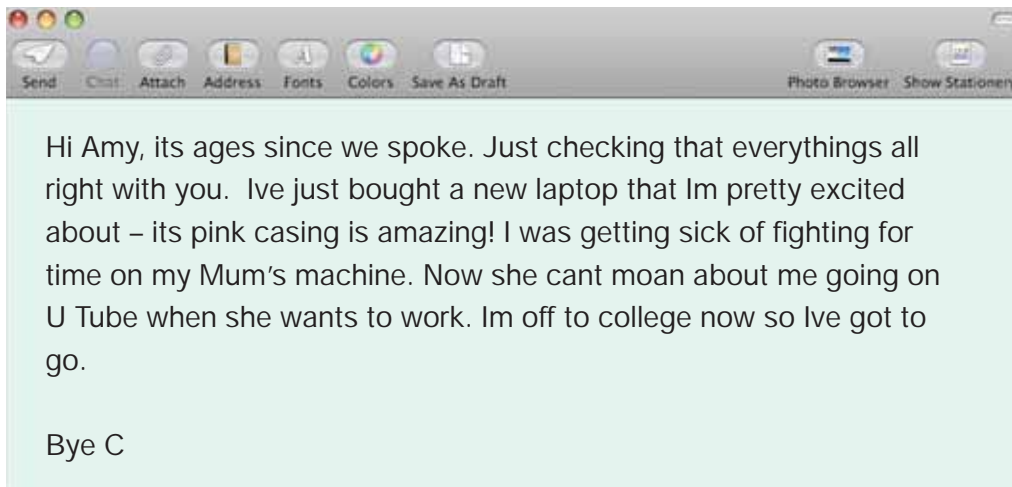 Send Chat Attach Address Fonts Colors Save As Draft Photo Browser Show Stationery
Hi Amy, its ages since we spoke. Just checking that everythings all
right with you.  Ive just bought a new laptop that Im pretty excited
about – its pink casing is amazing! I was getting sick of fighting for
time on my Mum's machine. Now she cant moan about me going on
U Tube when she wants to work. Im off to college now so Ive got to
go.
Bye C